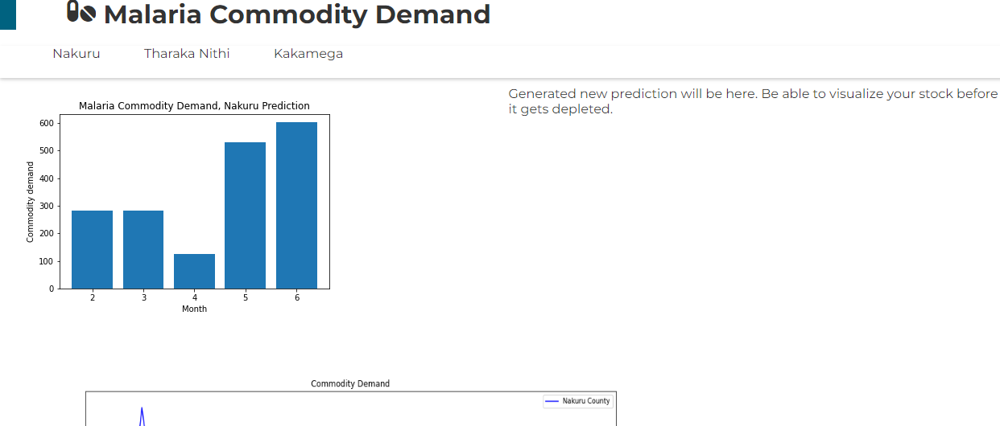 Malaria Commodity Demand
Nakuru
Tharaka Nithi
Kakamega
Generated new prediction will be here. Be able to visualize your stock before
it gets depleted.
Malaria Commodity Demand, Nakuru Prediction
Commodity demand
600
500
400
300
200
100
0
2
3
4
5
6
Month
Commodity Demand
Nakuru County